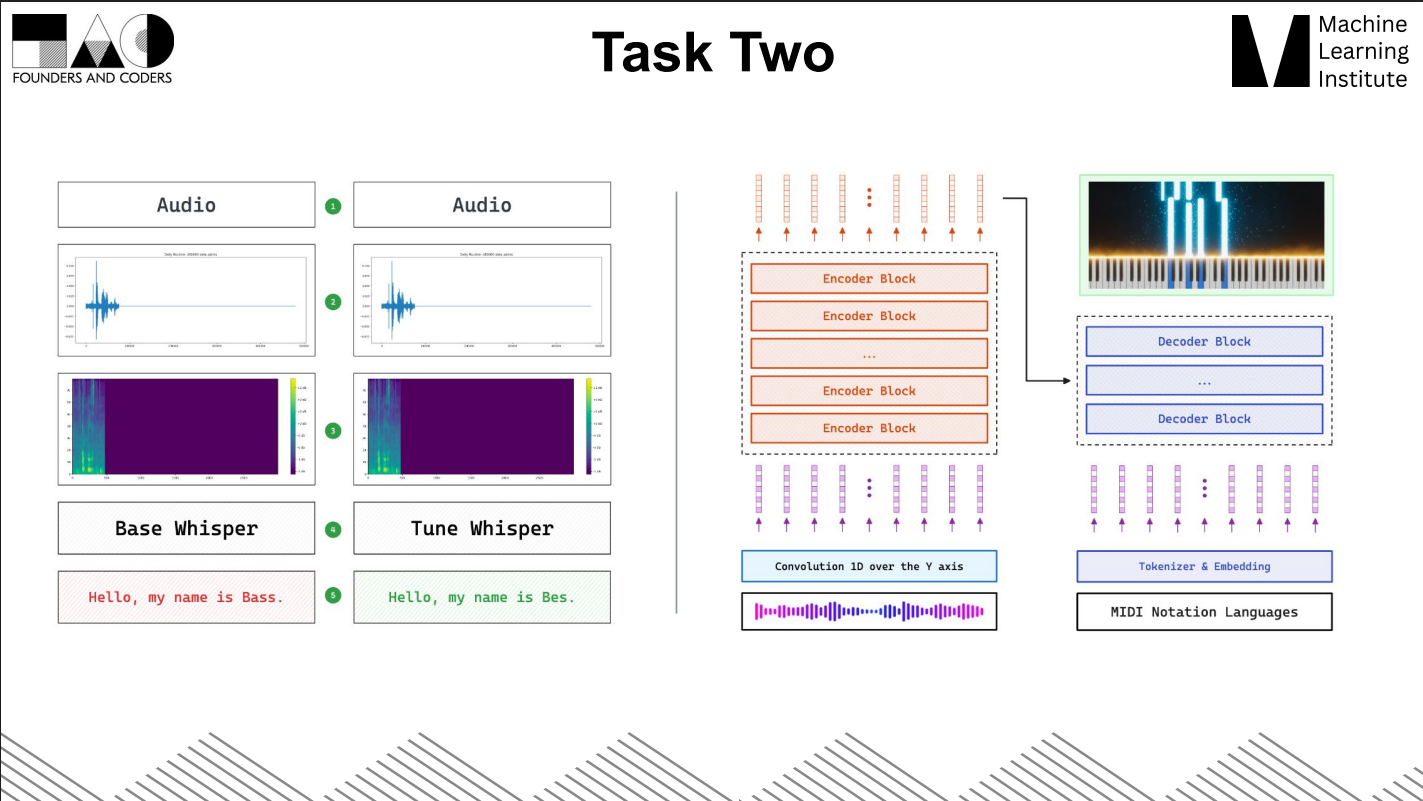 FOUNDERS AND CODERS
Task Two
Machine
Learning
Institute
Audio
1
Audio
2
3
Base Whisper
4
Tune Whisper
Hello, my name is Bass.
5
Hello, my name is Bes.
Encoder Block
Encoder Block
...
Encoder Block
Encoder Block
Convolution 1D over the Y axis
Decoder Block
...
Decoder Block
Tokenizer & Embedding
MIDI Notation Languages